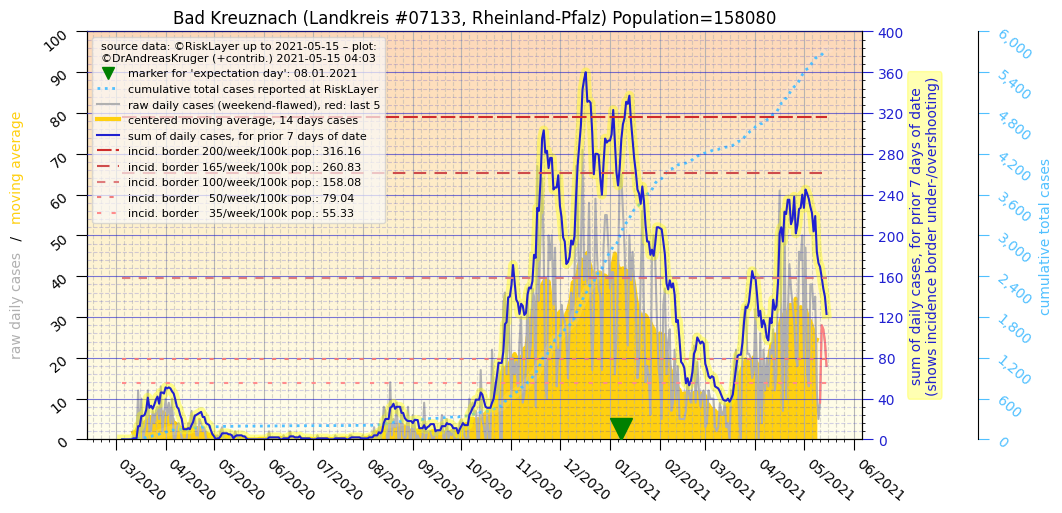 Bad Kreuznach (Landkreis #07133, Rheinland-Pfalz) Population=158080
source data: ©RiskLayer up to 2021-05-15 – plot:
©DrAndreasKruger (+contrib.) 2021-05-15 04:03
marker for 'expectation day': 08.01.2021
cumulative total cases reported at RiskLayer
raw daily cases (weekend-flawed), red: last 5
centered moving average, 14 days cases
sum of daily cases, for prior 7 days of date
incid. border 200/week/100k pop.: 316.16
incid. border 165/week/100k pop.: 260.83
incid. border 100/week/100k pop.: 158.08
incid. border 50/week/100k pop.: 79.04
incid. border 35/week/100k pop.: 55.33
raw daily cases / moving average
100
90
80
70
60
50
40
30
20
10
0
03/2020
04/2020
05/2020
06/2020
07/2020
08/2020
09/2020
10/2020
11/2020
12/2020
01/2021
02/2021
03/2021
04/2021
05/2021
06/2021
400
360
320
280
240
200
160
120
80
40
0
sum of daily cases, for prior 7 days of date
(shows incidence border under-/overshooting)
6,000
5,400
4,800
4,200
3,600
3,000
2,400
1,800
1,200
600
0
cumulative total cases